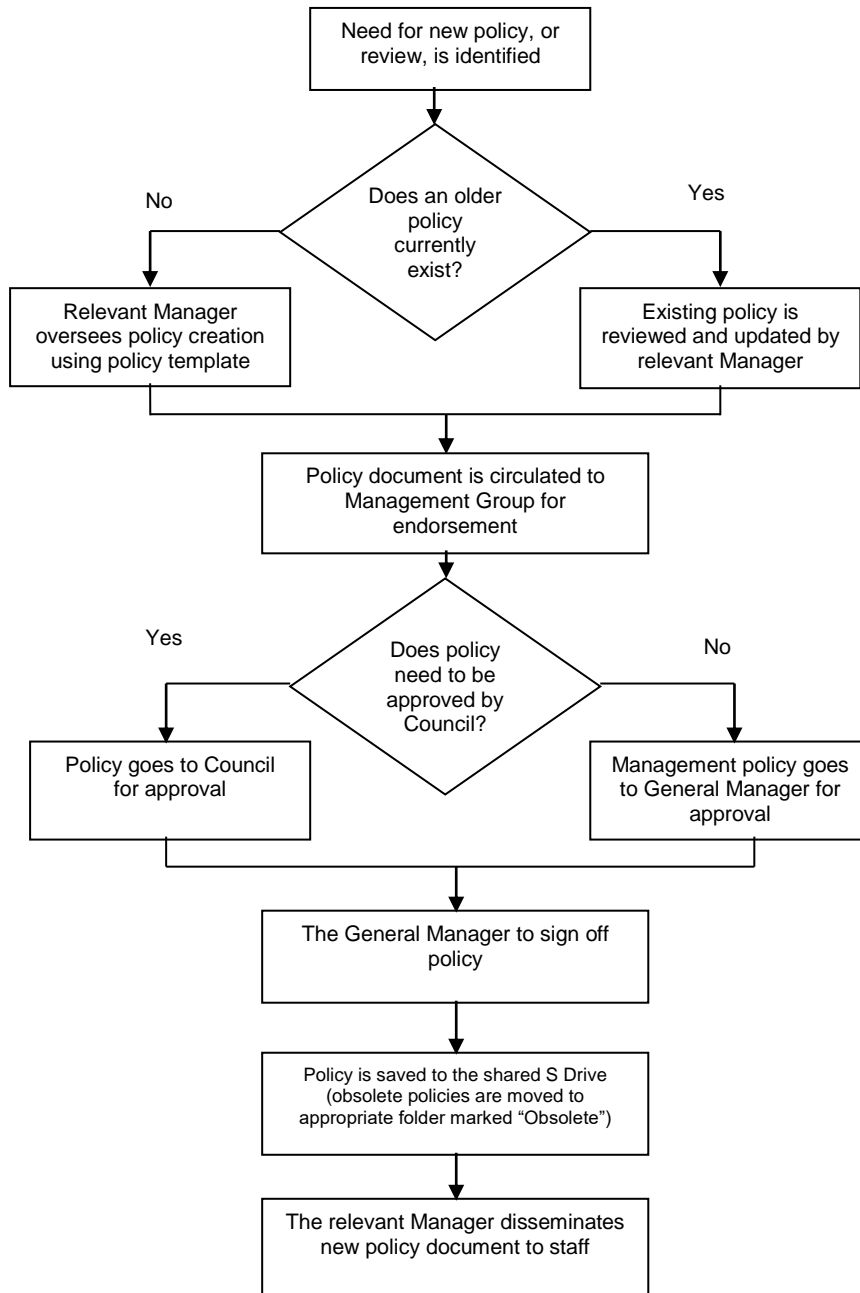 Need for new policy, or
review, is identified
No
Does an older
policy
currently
exist?
Yes
Relevant Manager
oversees policy creation
using policy template
Existing policy is
reviewed and updated by
relevant Manager
Policy document is circulated to
Management Group for
endorsement
Yes
Does policy
need to be
approved by
Council?
No
Policy goes to Council
for approval
Management policy goes
to General Manager for
approval
The General Manager to sign off
policy
Policy is saved to the shared S Drive
(obsolete policies are moved to
appropriate folder marked “Obsolete”)
The relevant Manager disseminates
new policy document to staff